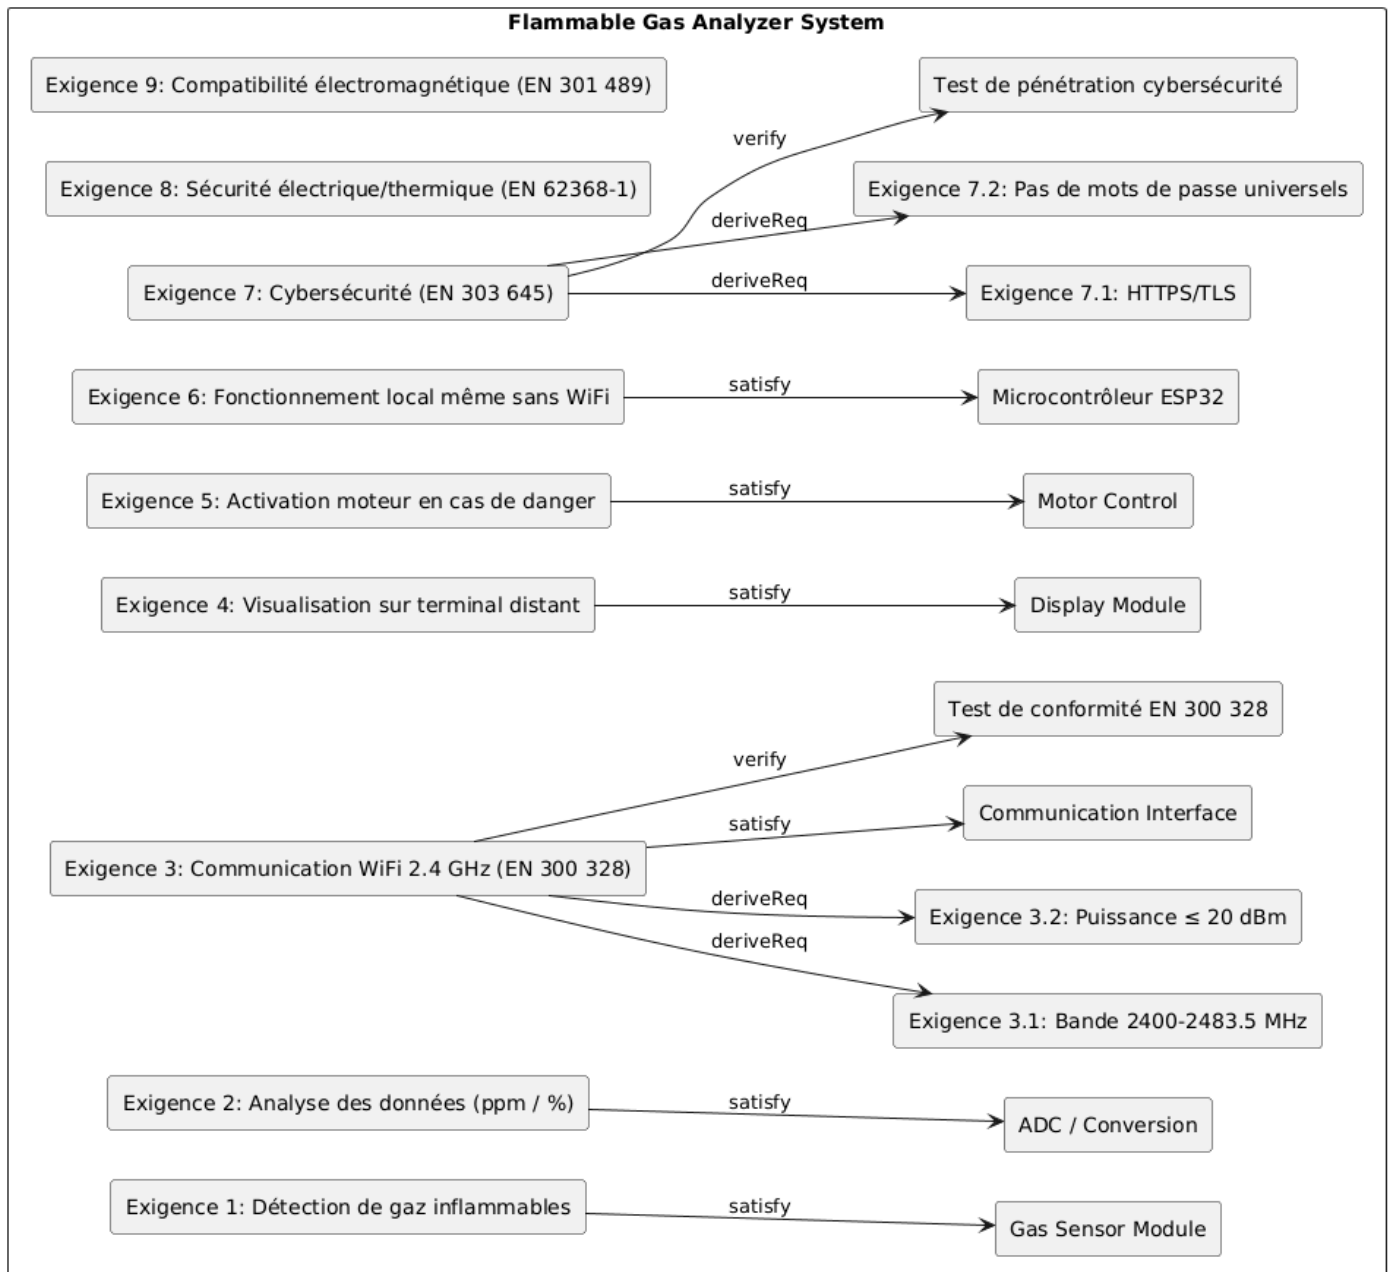 Flammable Gas Analyzer System
Exigence 9: Compatibilité électromagnétique (EN 301 489)
Test de pénétration cybersécurité
verify
Exigence 8: Sécurité électrique/thermique (EN 62368-1)
Exigence 7.2: Pas de mots de passe universels
deriveReq
Exigence 7: Cybersécurité (EN 303 645)
deriveReq
Exigence 7.1: HTTPS/TLS
Exigence 6: Fonctionnement local même sans WiFi
satisfy
Microcontrôleur ESP32
Exigence 5: Activation moteur en cas de danger
satisfy
Motor Control
Exigence 4: Visualisation sur terminal distant
satisfy
Display Module
Test de conformité EN 300 328
verify
Communication Interface
satisfy
Exigence 3: Communication WiFi 2.4 GHz (EN 300 328)
deriveReq
Exigence 3.2: Puissance ≤ 20 dBm
deriveReq
Exigence 3.1: Bande 2400-2483.5 MHz
Exigence 2: Analyse des données (ppm / %)
satisfy
ADC / Conversion
Exigence 1: Détection de gaz inflammables
satisfy
Gas Sensor Module